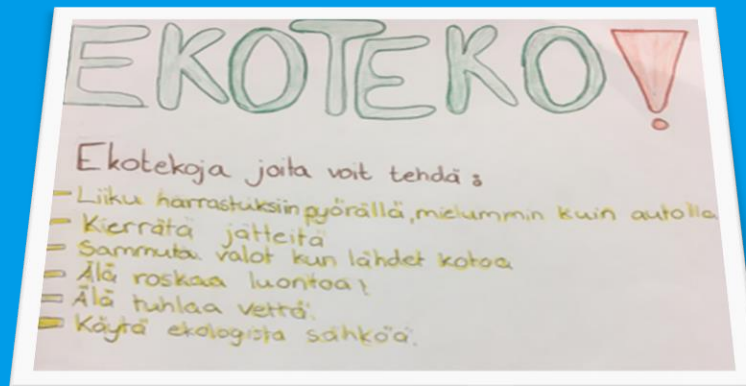 EKOTEKO!
Ekotekoja joita voit tehdä:
- Liiku harrastuksiin pyörällä, mielummin kuin autolla
- Kierrätä jätteitä
- Sammuta valot kun lähdet kotoa
- Älä roskaa luontoa!
- Älä tuhlaa vettä.
- Käytä ekologista sähköä.